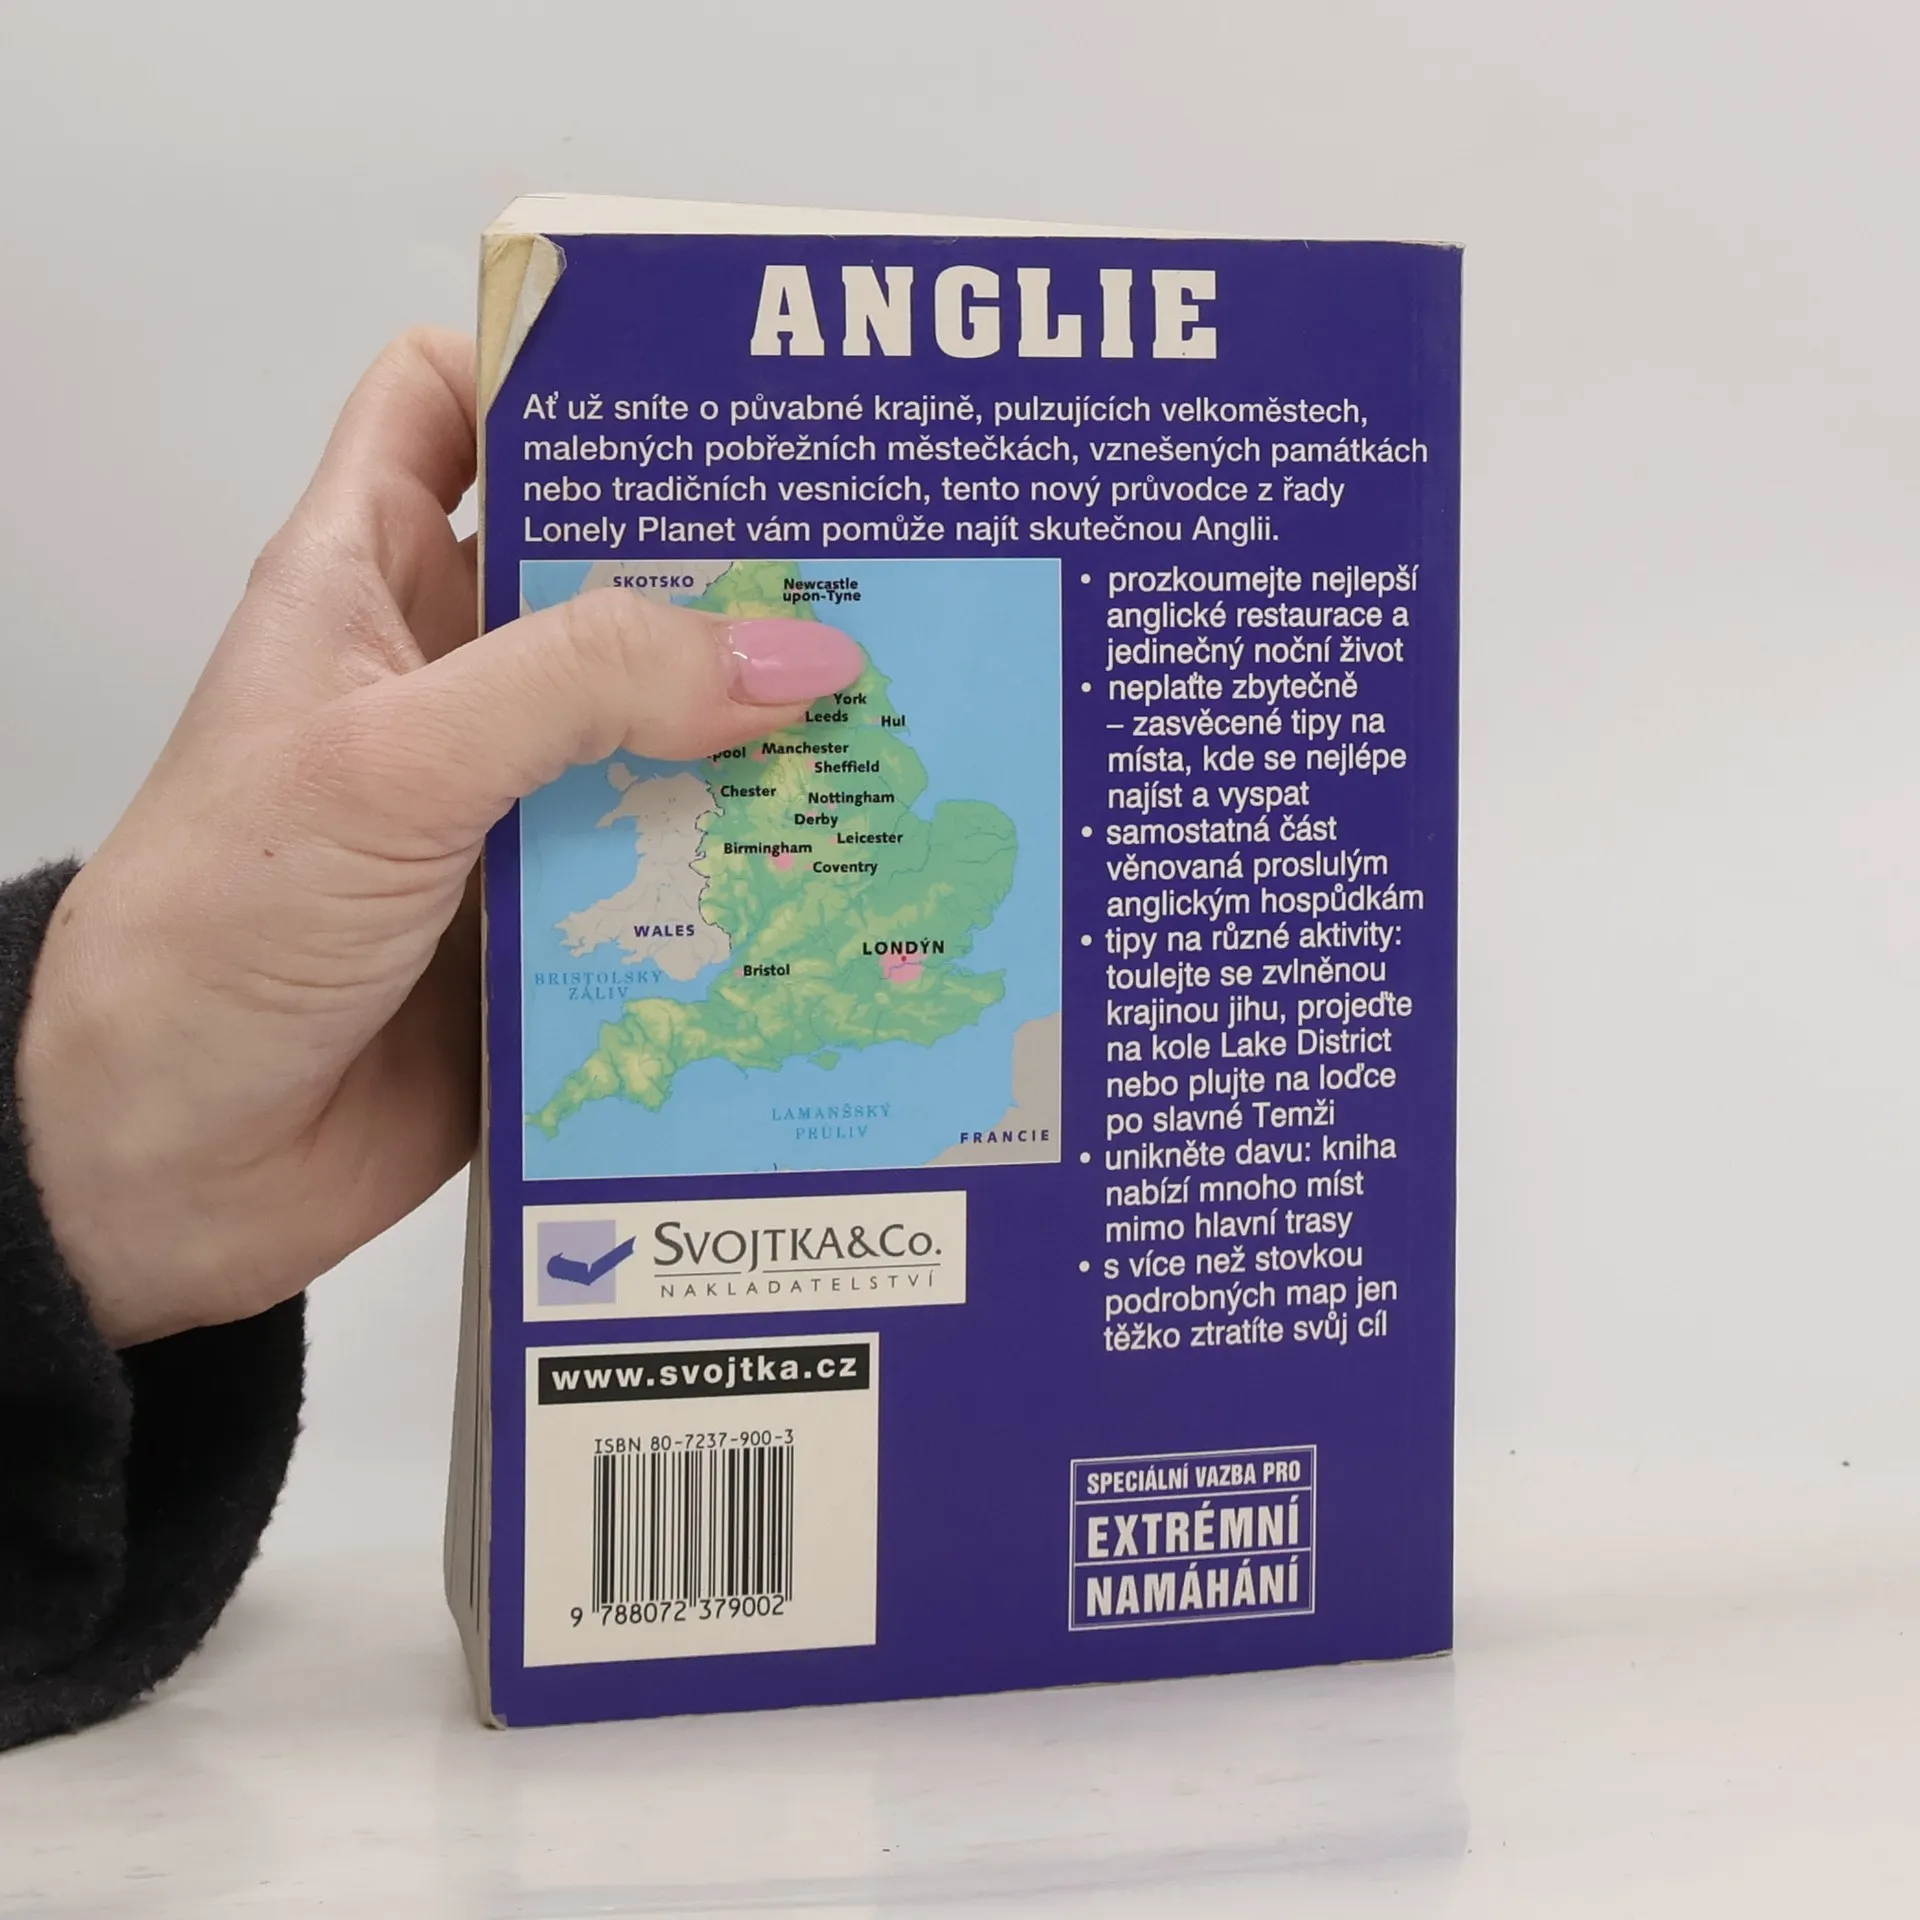 ANGLIE
Ať už sníte o půvabné krajině, pulzujících velkoměstech,
malebných pobřežních městečkách, vznešených památkách
nebo tradičních vesnicích, tento nový průvodce z řady
Lonely Planet vám pomůže najít skutečnou Anglii.
SKOTSKO
Newcastle
upon-Tyne
York
Leeds
Hul
Manchester
Sheffield
Chester
Nottingham
Derby
Leicester
Birmingham
Coventry
WALES
LONDÝN
Bristol
BRISTOLSKÝ
ZÁLIV
LAMANŠSKÝ
PRŮLIV
FRANCIE
• prozkoumejte nejlepší
anglické restaurace a
jedinečný noční život
• neplaťte zbytečně
– zasvěcené tipy na
místa, kde se nejlépe
najíst a vyspat
• samostatná část
věnovaná proslulým
anglickým hospůdkám
• tipy na různé aktivity:
toulejte se zvlněnou
krajinou jihu, projeďte
na kole Lake District
nebo plujte na loďce
po slavné Temži
• unikněte davu: kniha
nabízí mnoho míst
mimo hlavní trasy
• s více než stovkou
podrobných map jen
těžko ztratíte svůj cíl
SVOJTKA&CO.
NAKLADATELSTVÍ
www.svojtka.cz
ISBN 80-7237-900-3
9 788072 379002
SPECIÁLNÍ VAZBA PRO
EXTRÉMNÍ
NAMÁHÁNÍ